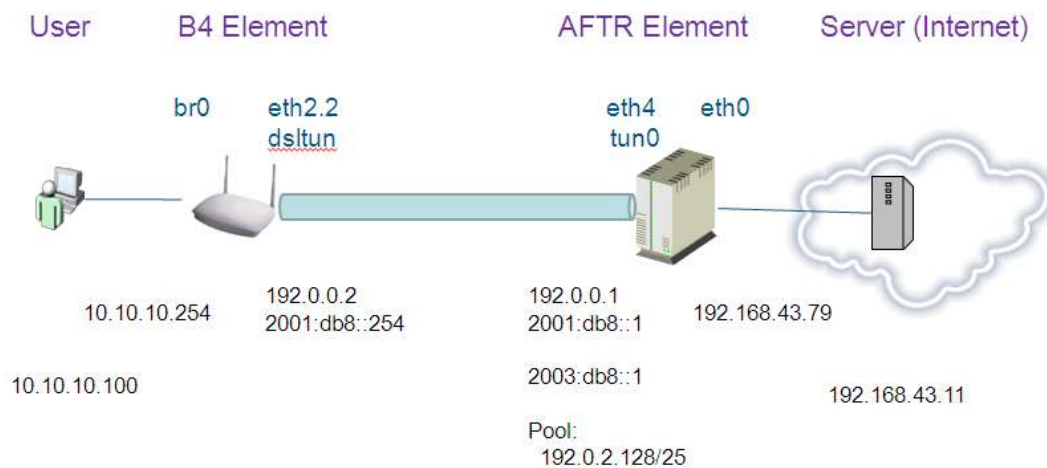 User
B4 Element
AFTR Element
Server (Internet)
br0
eth2.2
dsltun
eth4
tun0
eth0
10.10.10.254
192.0.0.2
2001:db8::254
192.0.0.1
2001:db8::1
192.168.43.79
10.10.10.100
2003:db8::1
192.168.43.11
Pool:
192.0.2.128/25